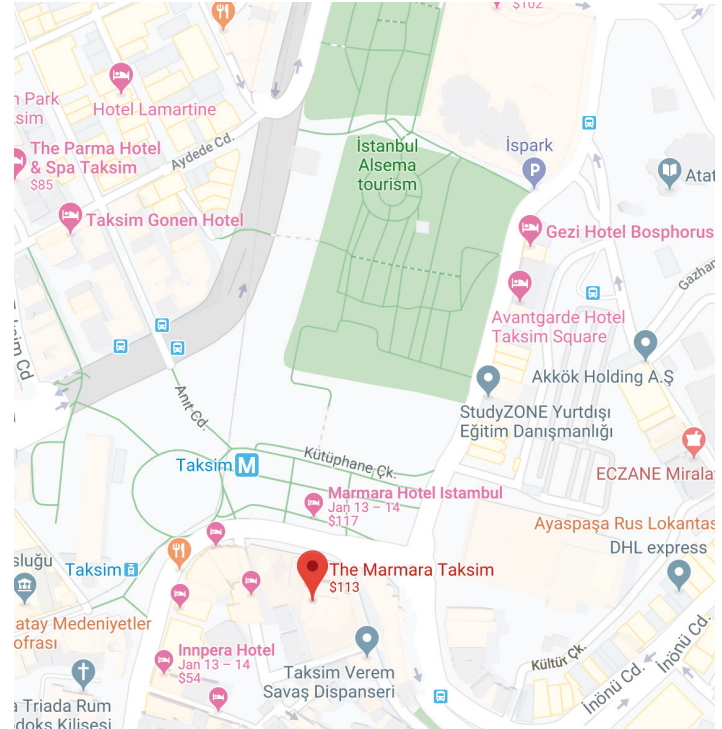 $102
Hotel Lamartine
n Park
sim
The Parma Hotel
& Spa Taksim
$85
Aydede Cd.
İstanbul
Alsema
tourism
İspark
P
Atat
Taksim Gonen Hotel
Gezi Hotel Bosphorus
Gazhan
Avantgarde Hotel
Taksim Square
Taksim Cd
Akkök Holding A.Ş
Anıt Cd.
StudyZONE Yurtdışı
Eğitim Danışmanlığı
Kütüphane Çk.
Taksim M
ECZANE Miralay
Marmara Hotel Istanbul
Jan 13 – 14
$117
Ayaspaşa Rus Lokantas
DHL express
sluğu
Taksim
The Marmara Taksim
$113
atay Medeniyetler
ofrası
Innpera Hotel
Jan 13 – 14
$54
Taksim Verem
Savaş Dispanseri
Kültür Çk.
İnönü Cd.
İnönü Cd.
a Triada Rum
doks Kilisesi